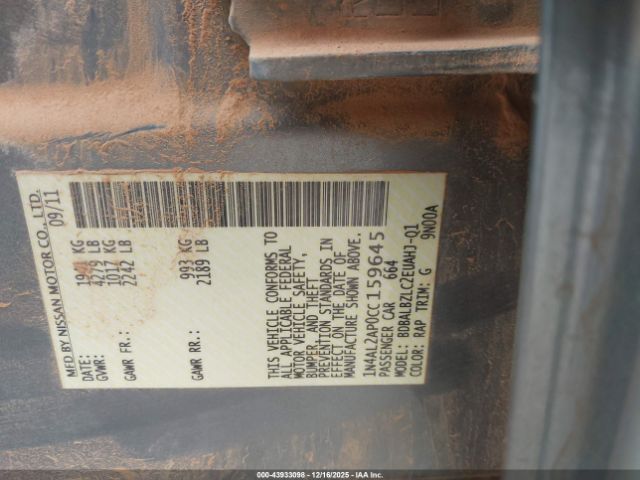 MFD BY NISSAN MOTOR CO., LTD.
DATE: 09/11
GVWR: KG
4279 LB
GAWR FR: 1017 KG
2242 LB
GAWR RR: 993 KG
2189 LB
THIS VEHICLE CONFORMS TO
ALL APPLICABLE FEDERAL
MOTOR VEHICLE SAFETY,
BUMPER, AND THEFT
PREVENTION STANDARDS IN
EFFECT ON THE DATE OF
MANUFACTURE SHOWN ABOVE.
1N4AL2AP0CC159645
PASSENGER CAR 664
MODEL: BDBALBZLC2EUAHJ-Q1
COLOR: RAP TRIM: G 9N00A
000-43933098 - 12/16/2025 - IAA Inc.